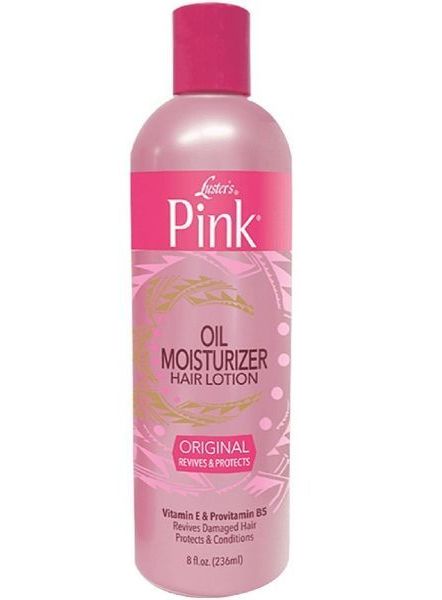 Luster's®
Pink®
OIL
MOISTURIZER
HAIR LOTION
ORIGINAL
REVIVES & PROTECTS
Vitamin E & Provitamin B5
Revives Damaged Hair
Protects & Conditions
8 fl.oz. (236ml)